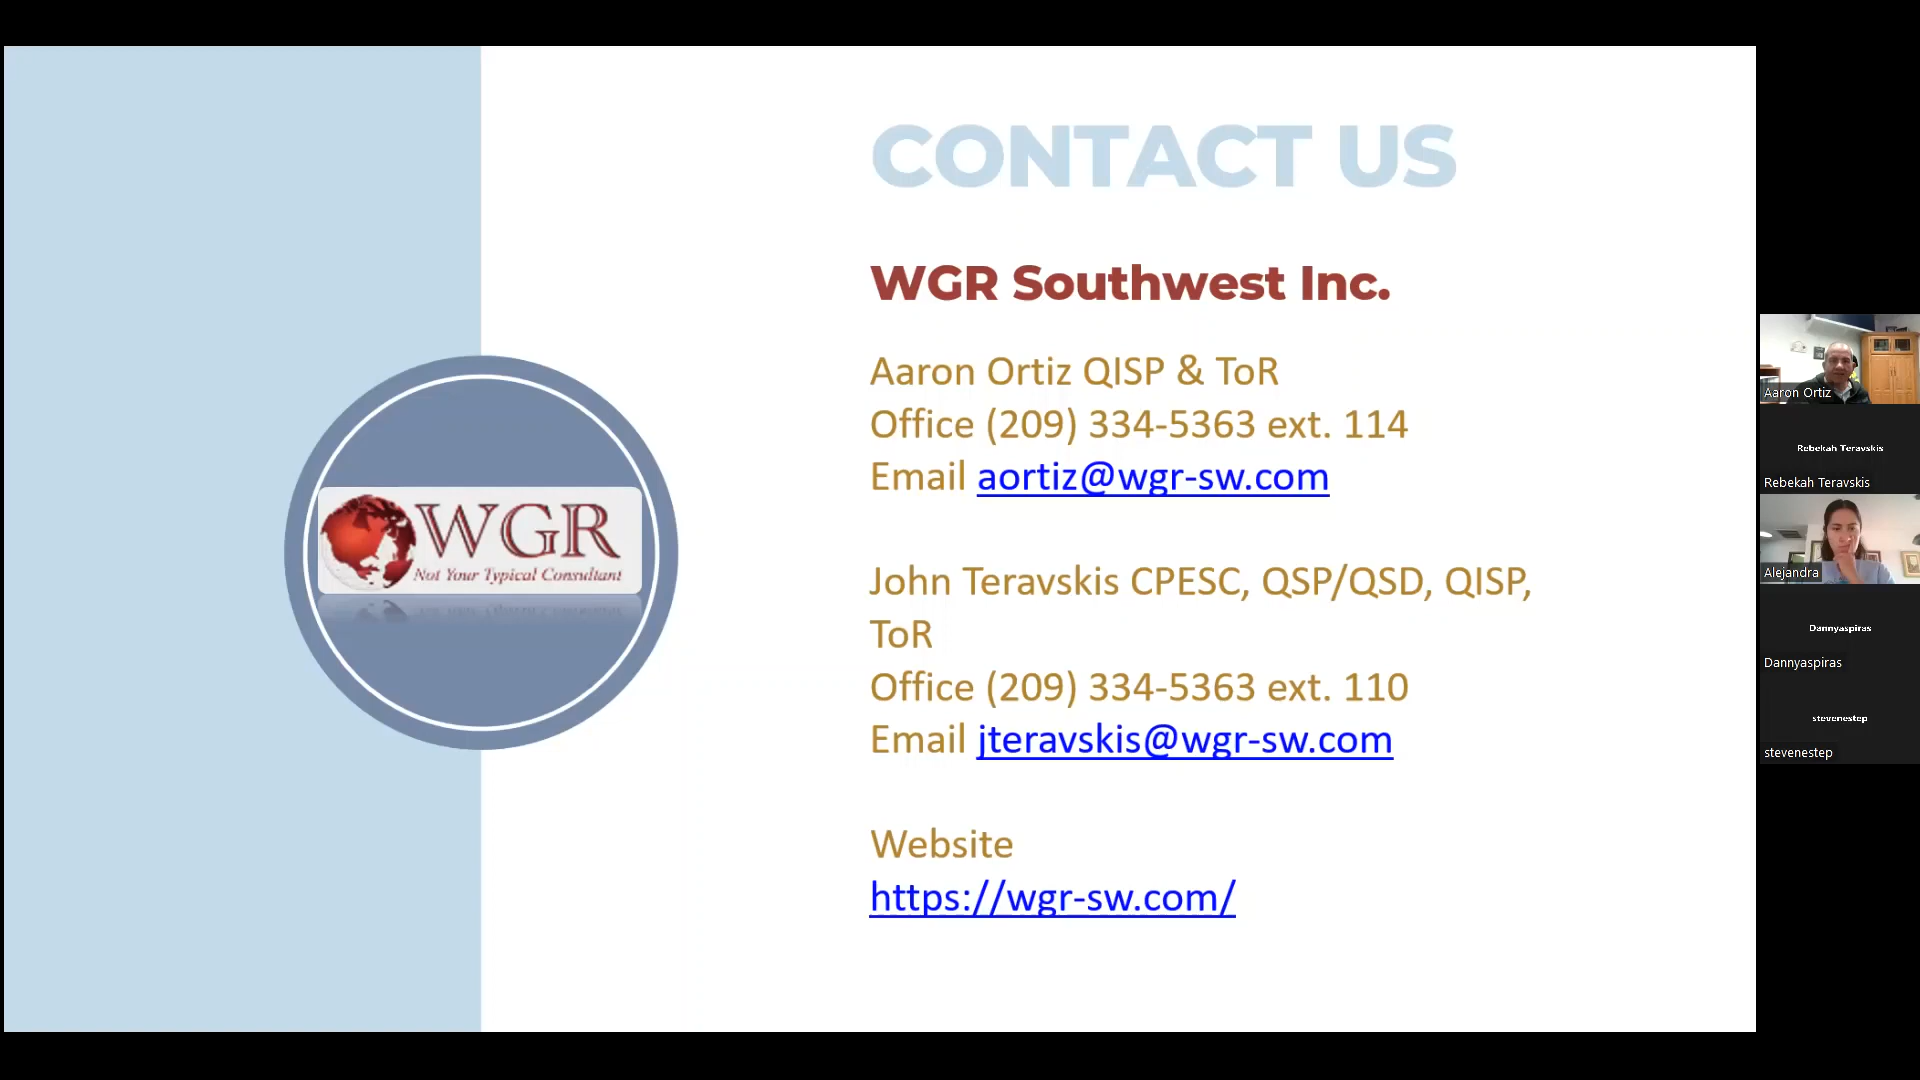 CONTACT US
WGR Southwest Inc.
Aaron Ortiz QISP & ToR
Office (209) 334-5363 ext. 114
Email aortiz@wgr-sw.com
John Teravskis CPESC, QSP/QSD, QISP,
ToR
Office (209) 334-5363 ext. 110
Email jteravskis@wgr-sw.com
Website
https://wgr-sw.com/
WGR
Not Your Typical Consultant
Aaron Ortiz
Rebekah Teravskis
Rebekah Teravskis
Alejandra
Dannyaspiras
Dannyaspiras
stevenestep
stevenestep